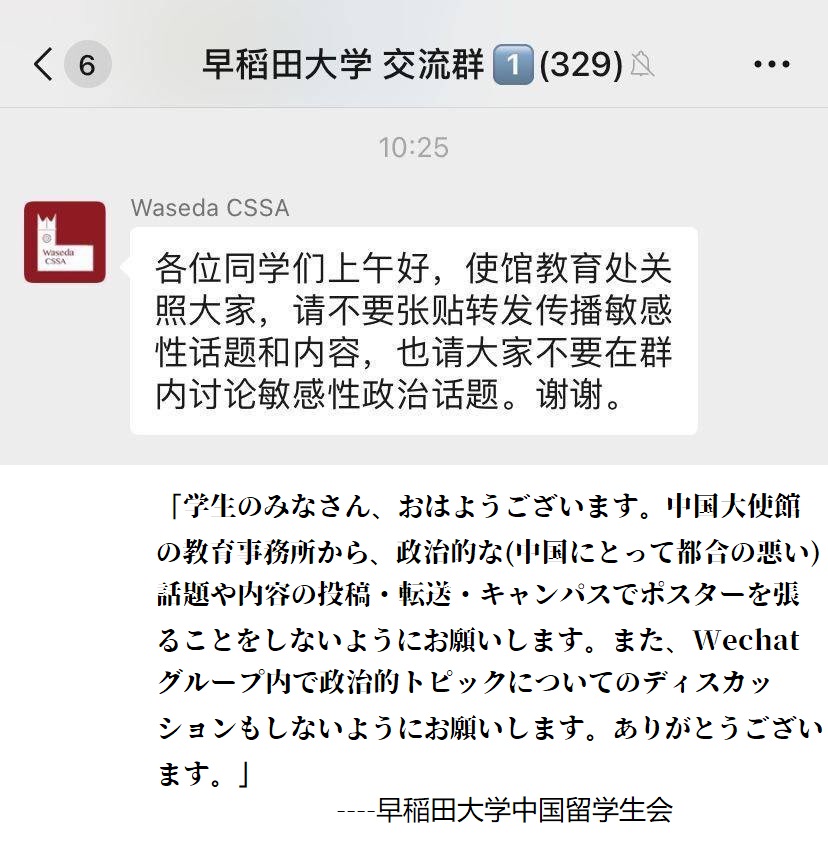 6 早稲田大学 交流群1️⃣(329)
10:25
Waseda CSSA
Waseda
CSSA
各位同学们上午好，使馆教育处关
照大家，请不要张贴转发传播敏感
性话题和内容，也请大家不要在群
内讨论敏感性政治话题。谢谢。
「学生のみなさん、おはようございます。中国大使館
の教育事務所から、政治的な(中国にとって都合の悪い)
話題や内容の投稿・転送・キャンパスでポスターを張
ることをしないようにお願いします。また、Wechat
グループ内で政治的トピックについてのディスカッ
ションもしないようにお願いします。ありがとうござい
ます。」
----早稲田大学中国留学生会